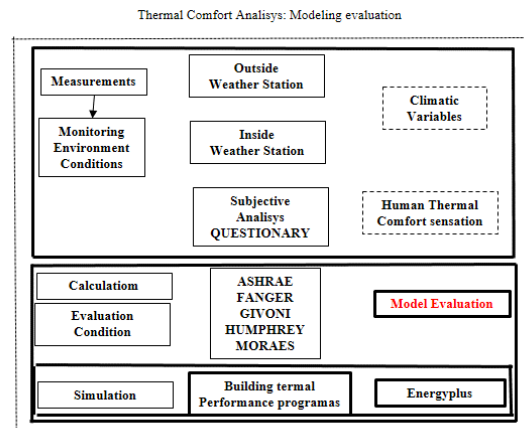 Thermal Comfort Analisys: Modeling evaluation
Measurements
Monitoring
Environment
Conditions
Outside
Weather Station
Inside
Weather Station
Subjective
Analisys
QUESTIONARY
Climatic
Variables
Human Thermal
Comfort sensation
Calculatiom
Evaluation
Condition
ASHRAE
FANGER
GIVONI
HUMPHREY
MORAES
Model Evaluation
Simulation
Building termal
Performance programas
Energyplus